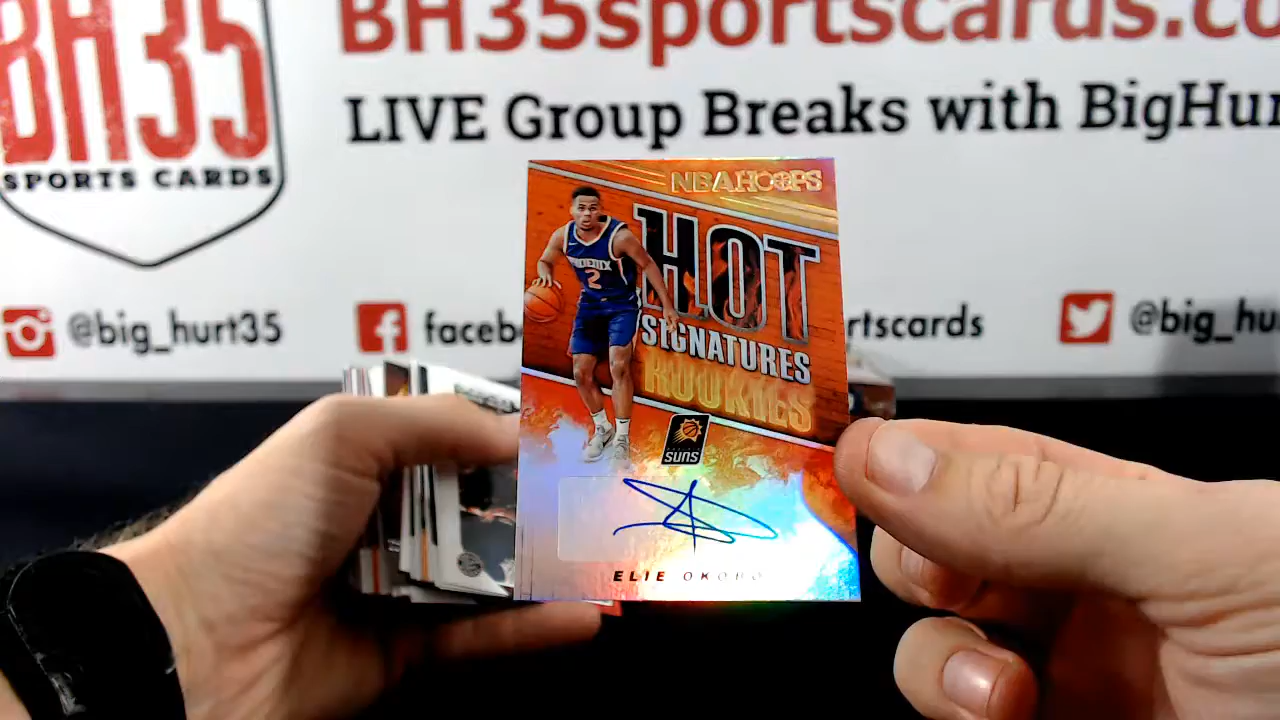 BH35
SPORTS CARDS
BH35sportscards.co
LIVE Group Breaks with BigHur
@big_hurt35
faceb
rtscards
@big_hu
NBA HOOPS
HOT
SIGNATURES
ROOKIES
PHOENIX
2
SUNS
ELIE OKOBO